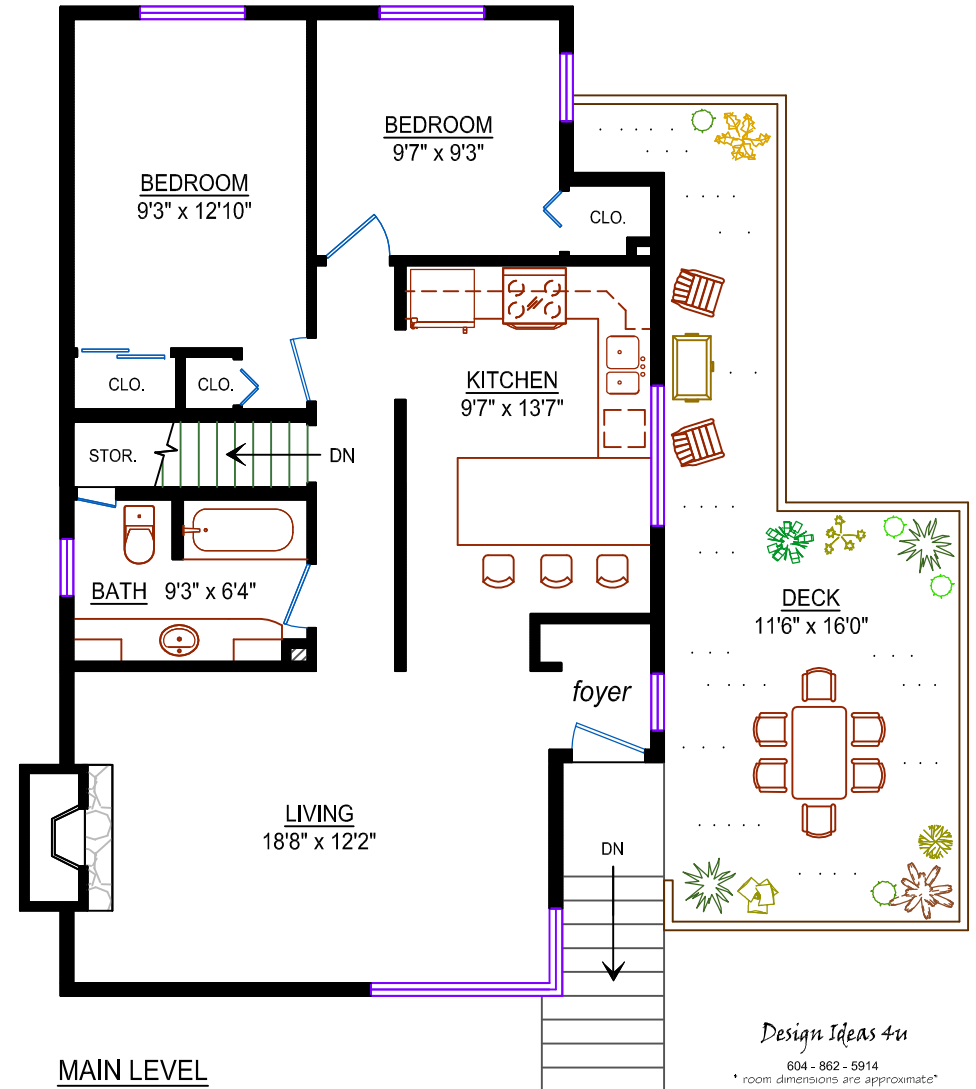 BEDROOM
9'7" x 9'3"
BEDROOM
9'3" x 12'10"
CLO.
CLO.
CLO.
KITCHEN
9'7" x 13'7"
STOR.
DN
BATH 9'3" x 6'4"
DECK
11'6" x 16'0"
foyer
LIVING
18'8" x 12'2"
DN
MAIN LEVEL
Design Ideas 4u
604 - 862 - 5914
* room dimensions are approximate"